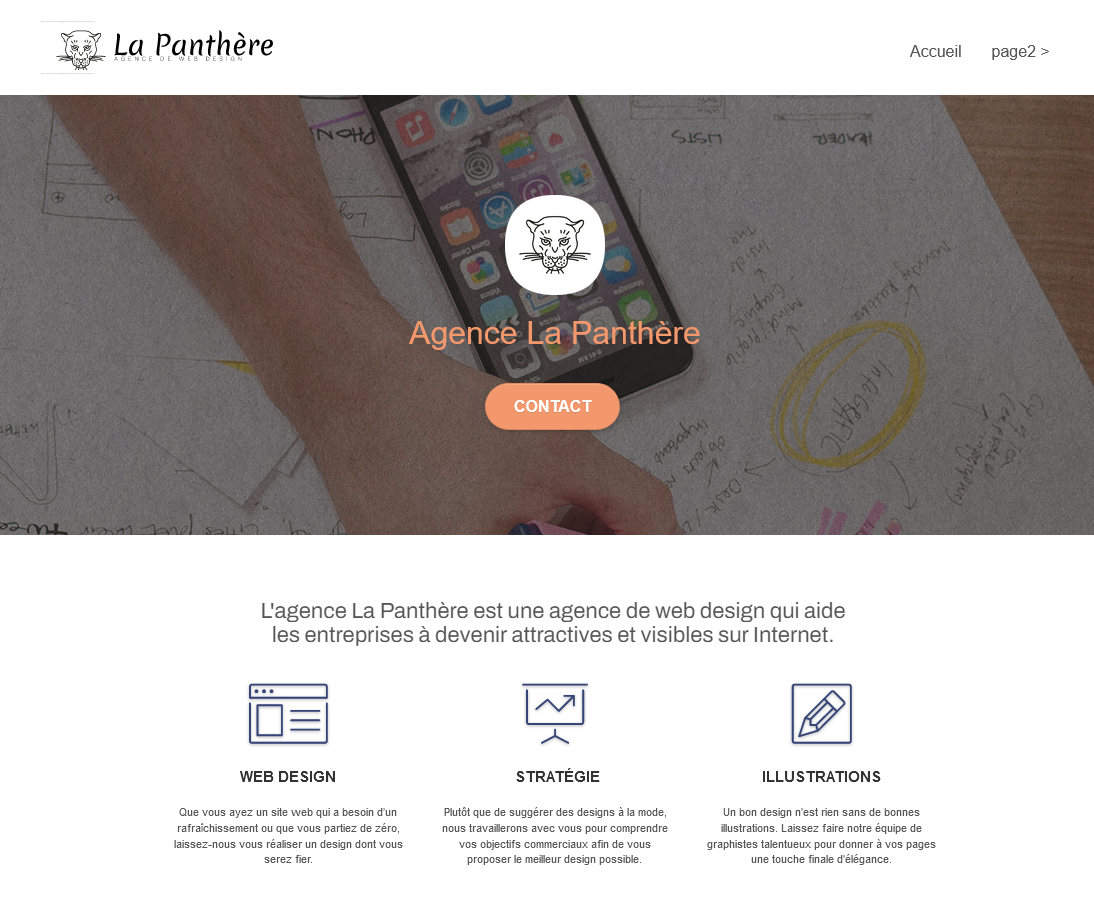 La Panthère
AGENCE DE WEB DESIGN
Accueil page2 >
LISTS
HEADER
Agence La Panthère
CONTACT
L'agence La Panthère est une agence de web design qui aide
les entreprises à devenir attractives et visibles sur Internet.
WEB DESIGN
STRATÉGIE
ILLUSTRATIONS
Que vous ayez un site web qui a besoin d'un
rafraîchissement ou que vous partiez de zéro,
laissez-nous vous réaliser un design dont vous
serez fier.
Plutôt que de suggérer des designs à la mode,
nous travaillerons avec vous pour comprendre
vos objectifs commerciaux afin de vous
proposer le meilleur design possible.
Un bon design n'est rien sans de bonnes
illustrations. Laissez faire notre équipe de
graphistes talentueux pour donner à vos pages
une touche finale d'élégance.